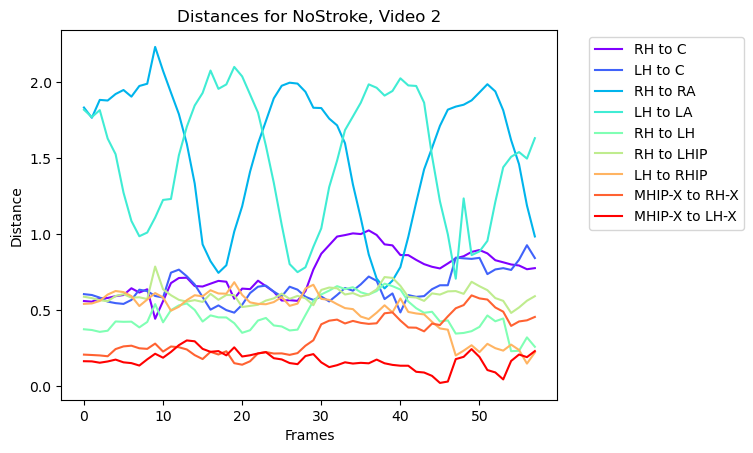 Distances for NoStroke, Video 2
RH to C
LH to C
RH to RA
LH to LA
RH to LH
RH to LHIP
LH to RHIP
MHIP-X to RH-X
MHIP-X to LH-X
Distance
2.0
1.5
1.0
0.5
0.0
0
10
20
30
40
50
Frames